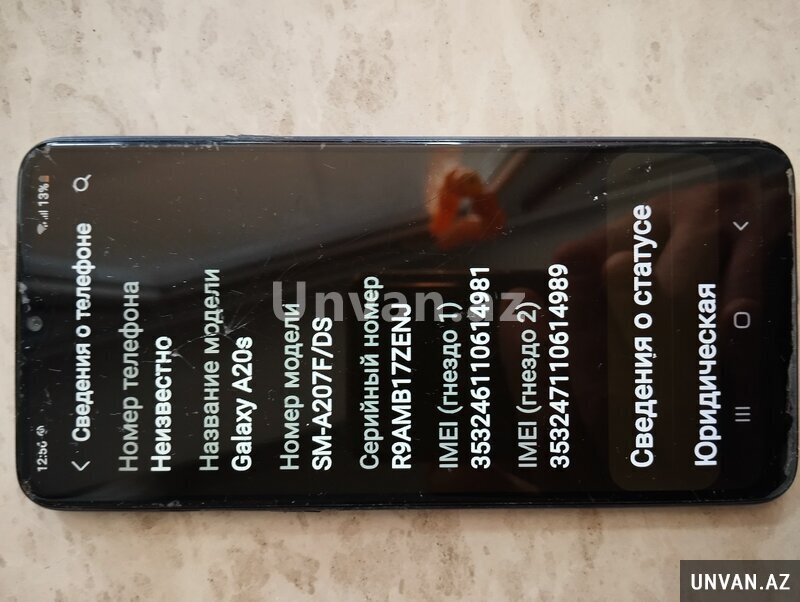 12:50
13%
Сведения о телефоне
Номер телефона
Неизвестно
Название модели
Galaxy A20s
Номер модели
SM-A207F/DS
Серийный номер
R9AMB17ZENJ
IMEI (гнездо 1)
353246110614981
IMEI (гнездо 2)
353247110614989
Сведения о статусе
Юридическая
Unvan.az
UNVAN.AZ